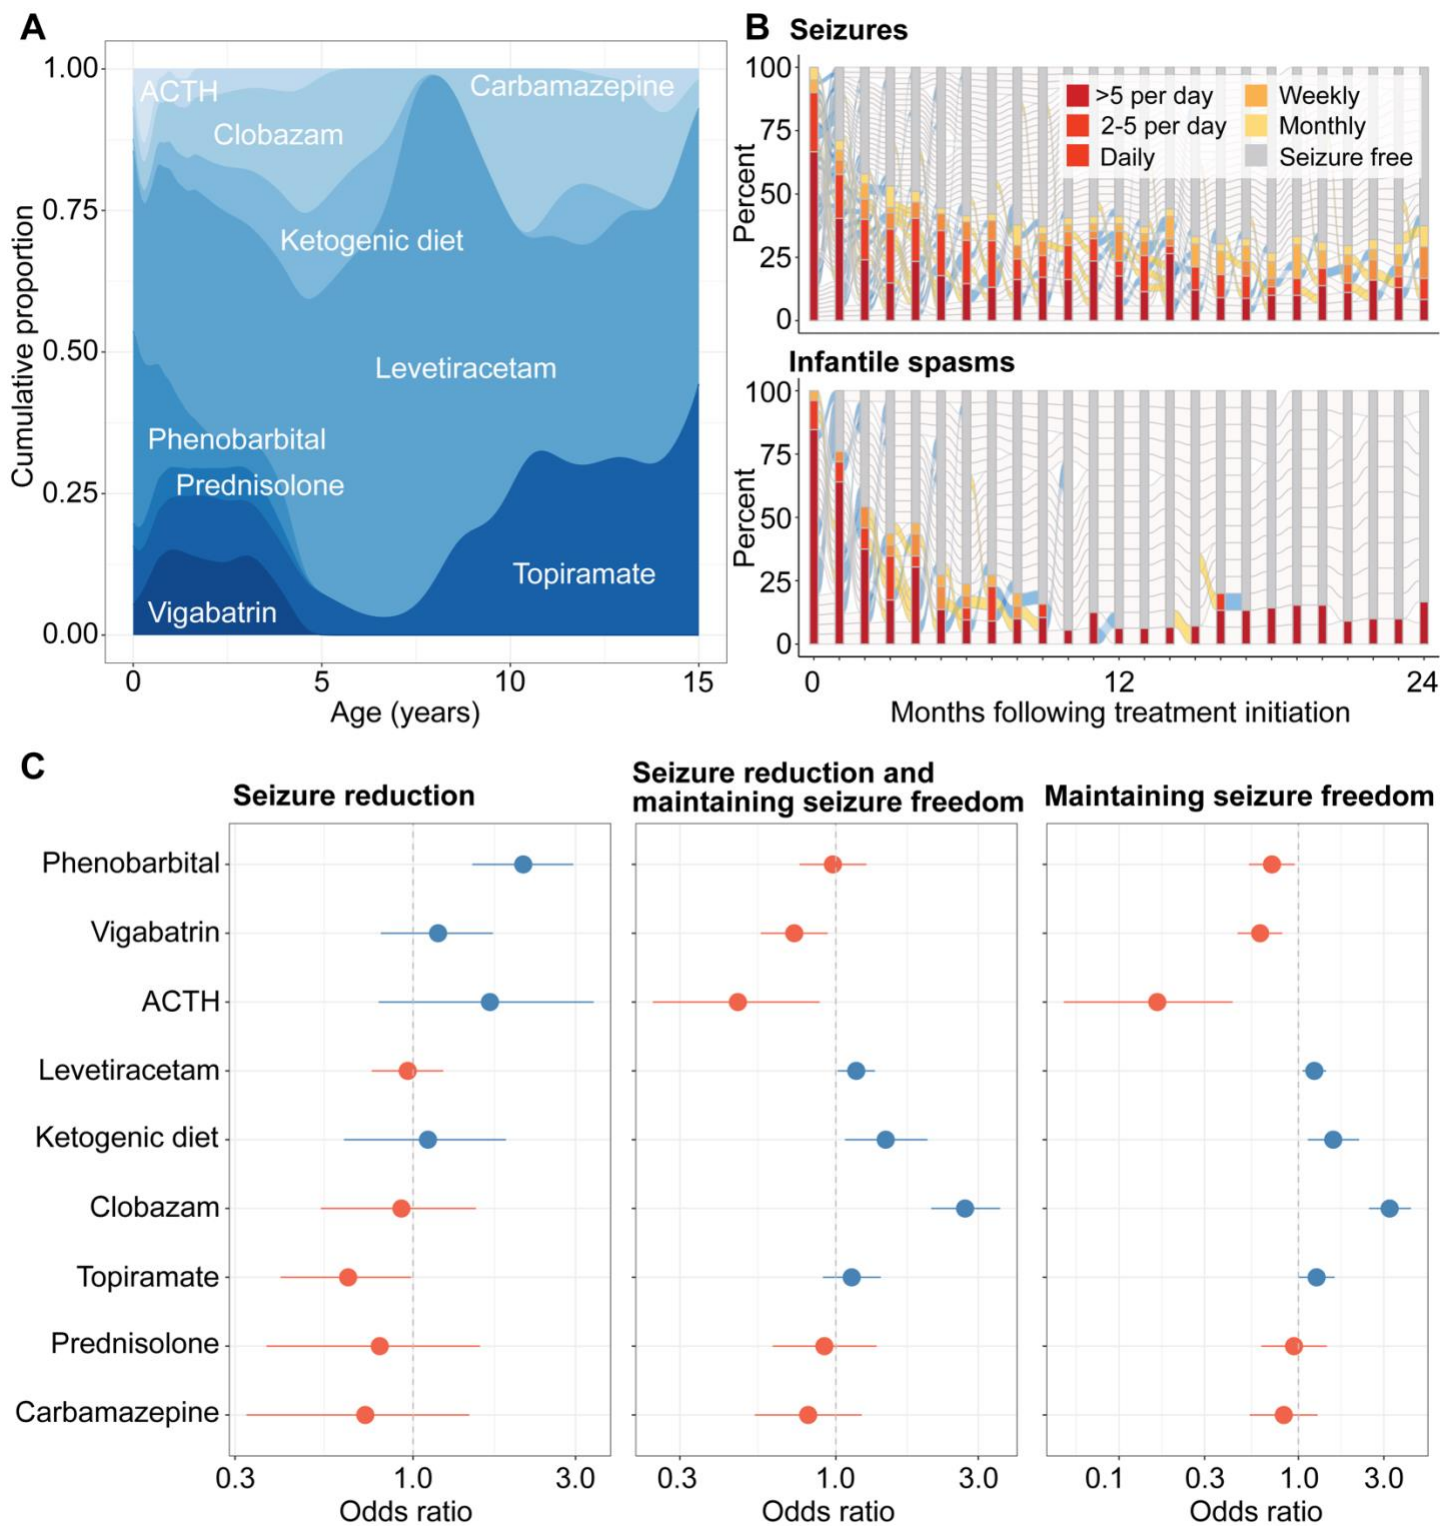 A
1.00
0.75
0.50
0.25
0.00
Cumulative proportion
ACTH
Carbamazepine
Clobazam
Ketogenic diet
Levetiracetam
Phenobarbital
Prednisolone
Topiramate
Vigabatrin
0 5 10 15
Age (years)
B Seizures
100
75
50
25
0
Percent
>5 per day Weekly
2-5 per day Monthly
Daily Seizure free
Infantile spasms
100
75
50
25
0
Percent
0 12 24
Months following treatment initiation
C
Seizure reduction
Seizure reduction and
maintaining seizure freedom
Maintaining seizure freedom
Phenobarbital
Vigabatrin
ACTH
Levetiracetam
Ketogenic diet
Clobazam
Topiramate
Prednisolone
Carbamazepine
0.3 1.0 3.0
Odds ratio
0.3 1.0 3.0
Odds ratio
0.1 0.3 1.0 3.0
Odds ratio